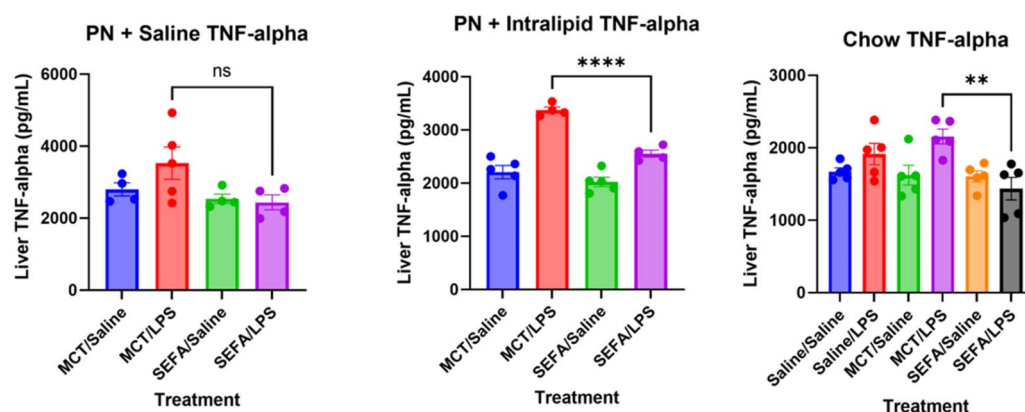 PN + Saline TNF-alpha
Liver TNF-alpha (pg/mL)
6000
4000
2000
0
ns
MCT/Saline
MCT/LPS
SEFA/Saline
SEFA/LPS
Treatment
PN + Intralipid TNF-alpha
Liver TNF-alpha (pg/mL)
4000
3000
2000
1000
0
****
MCT/Saline
MCT/LPS
SEFA/Saline
SEFA/LPS
Treatment
Chow TNF-alpha
Liver TNF-alpha (pg/mL)
3000
2000
1000
0
**
Saline/Saline
Saline/LPS
MCT/Saline
MCT/LPS
SEFA/Saline
SEFA/LPS
Treatment